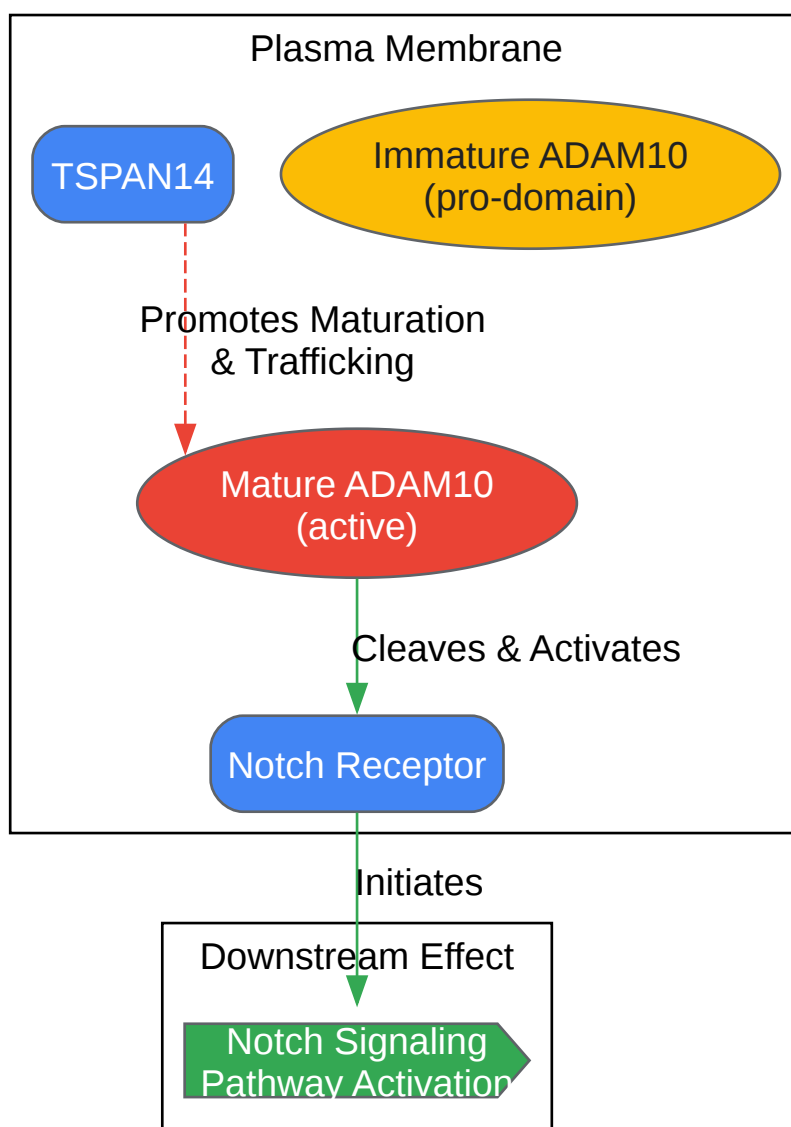 Plasma Membrane
TSPAN14
Immature ADAM10
(pro-domain)
Promotes Maturation
& Trafficking
Mature ADAM10
(active)
Cleaves & Activates
Notch Receptor
Initiates
Downstream Effect
Notch Signaling
Pathway Activation